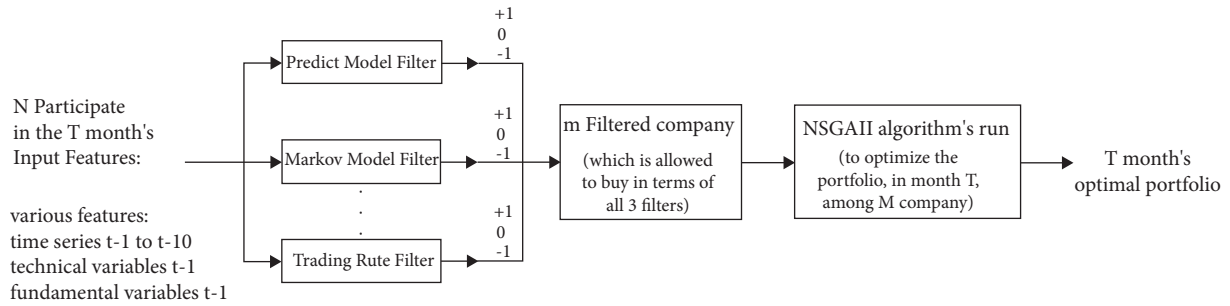 N Participate
in the T month's
Input Features:
various features:
time series t-1 to t-10
technical variables t-1
fundamental variables t-1
Predict Model Filter
+1
0
-1
Markov Model Filter
+1
0
-1
.
.
.
Trading Rute Filter
+1
0
-1
m Filtered company
(which is allowed
to buy in terms of
all 3 filters)
NSGAII algorithm's run
(to optimize the
portfolio, in month T,
among M company)
T month's
optimal portfolio